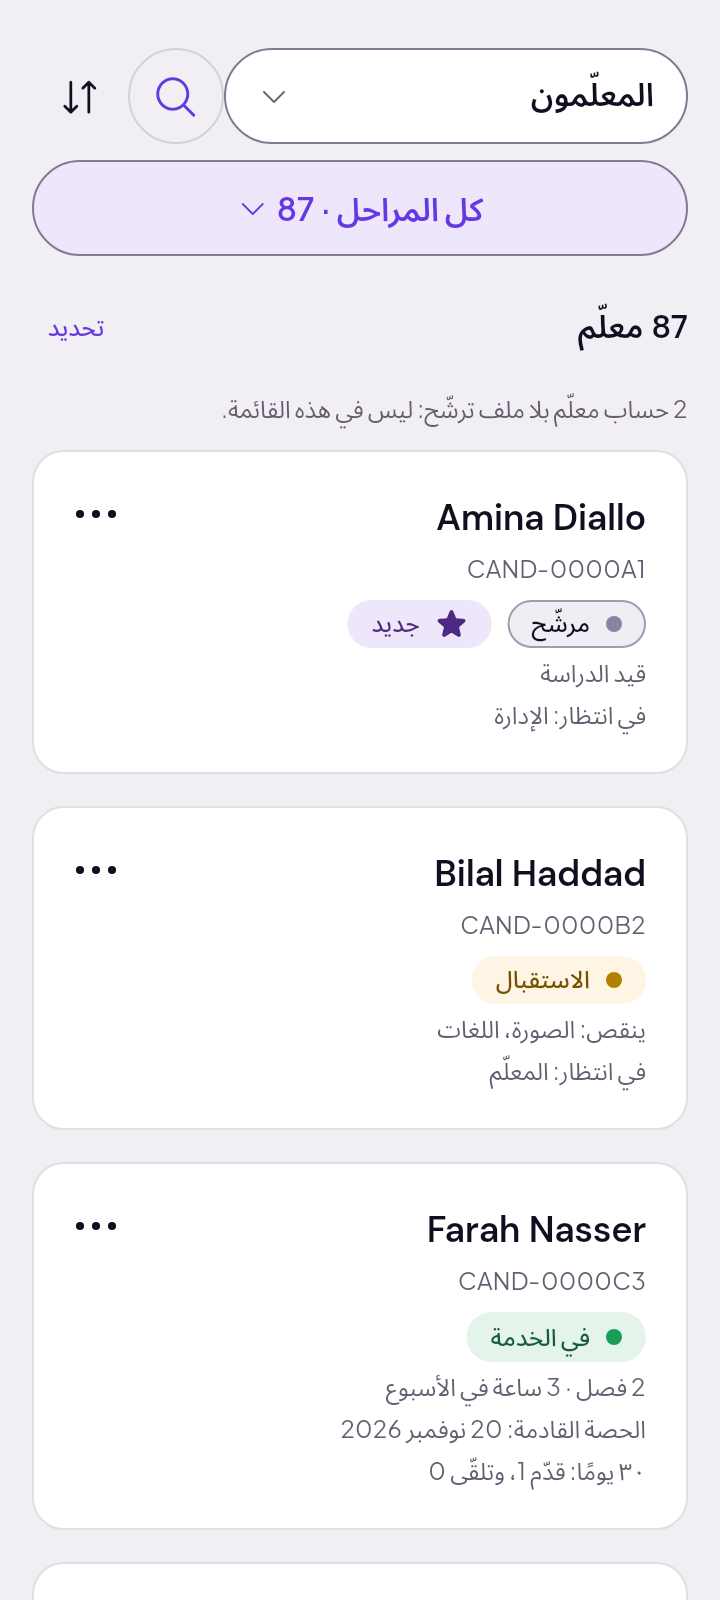 المعلّمون
كل المراحل · 87
87 معلّم
تحديد
2 حساب معلّم بلا ملف ترشّح: ليس في هذه القائمة.
Amina Diallo
CAND-0000A1
مرشّح
جديد
قيد الدراسة
في انتظار: الإدارة
Bilal Haddad
CAND-0000B2
الاستقبال
ينقص: الصورة، اللغات
في انتظار: المعلّم
Farah Nasser
CAND-0000C3
في الخدمة
2 فصل · 3 ساعة في الأسبوع
الحصة القادمة: 20 نوفمبر 2026
٣٠ يومًا: قدّم 1، وتلقّى 0